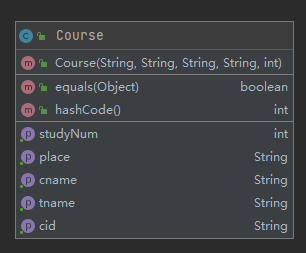 Course
Course(String, String, String, String, int)
equals(Object) boolean
hashCode() int
studyNum int
place String
cname String
tname String
cid String